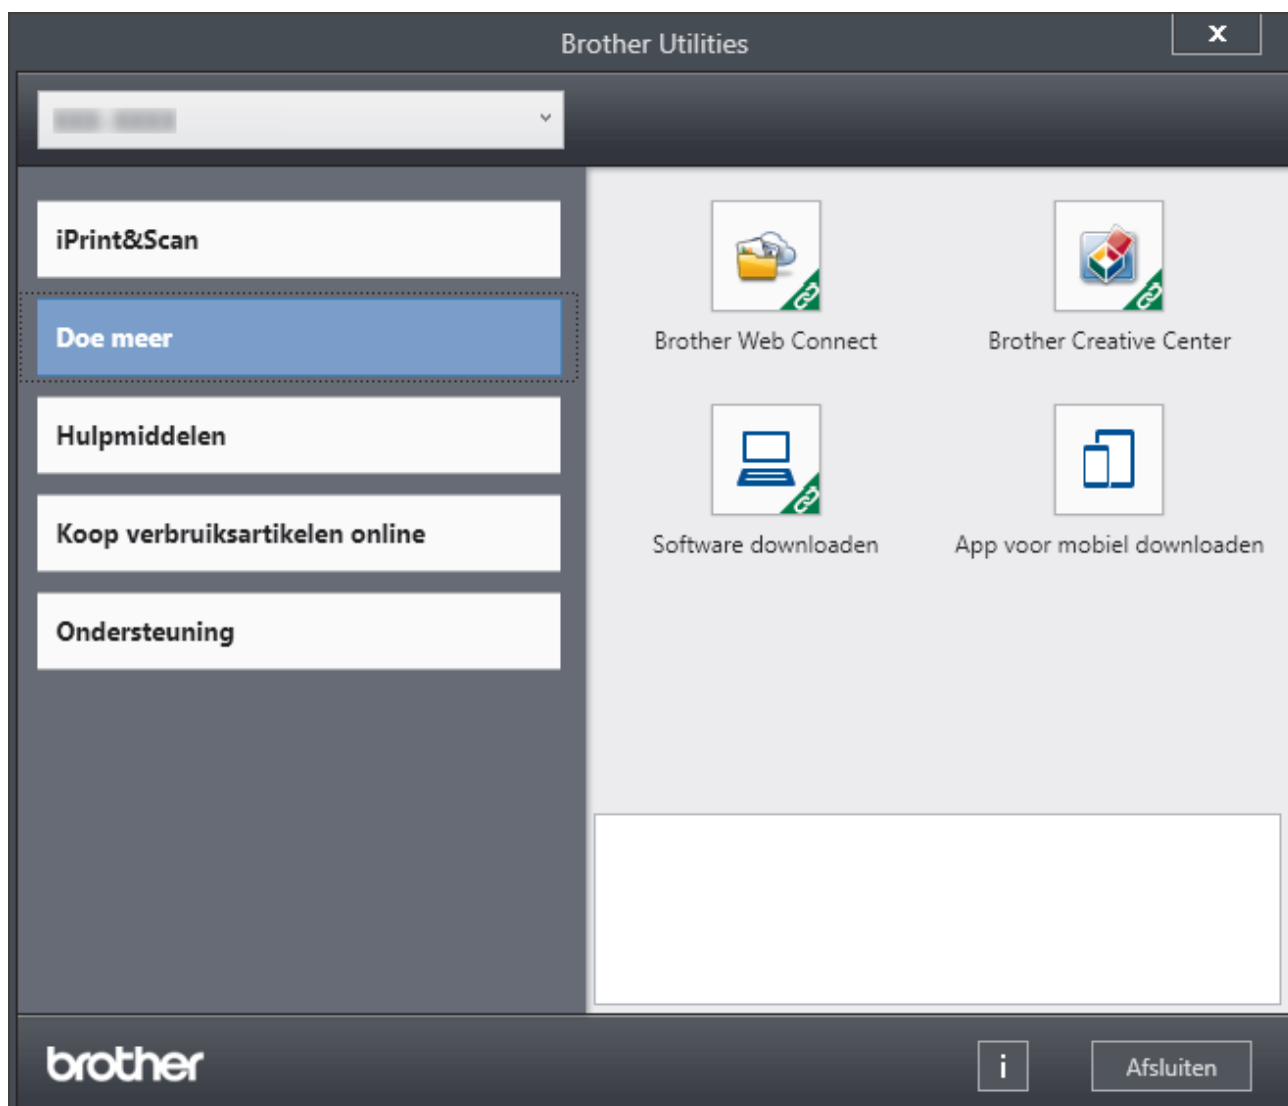 Brother Utilities
x
iPrint&Scan
Doe meer
Hulpmiddelen
Koop verbruiksartikelen online
Ondersteuning
Brother Web Connect
Brother Creative Center
Software downloaden
App voor mobiel downloaden
brother
i
Afsluiten